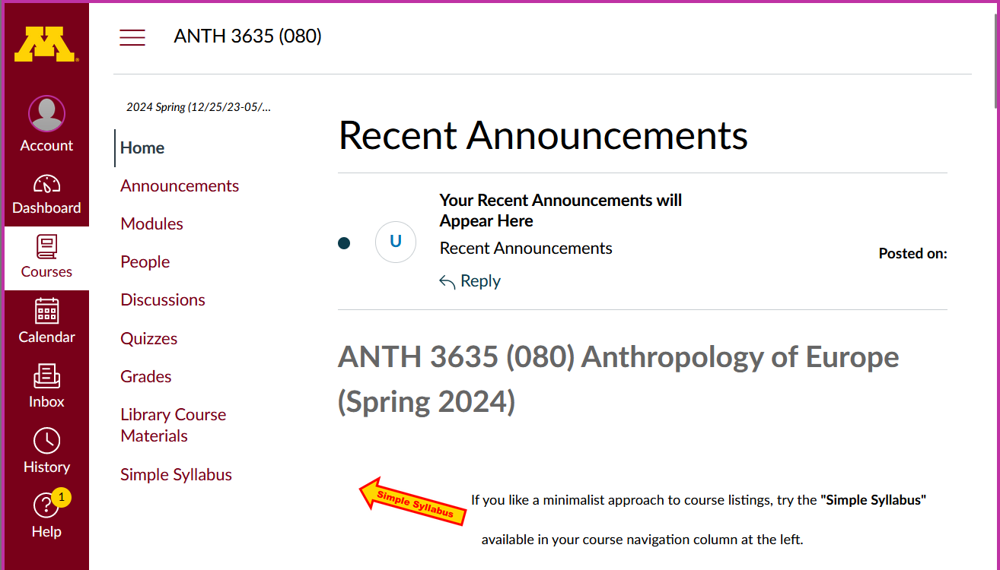 M
ANTH 3635 (080)
Account
Dashboard
Courses
Calendar
Inbox
History
1
Help
2024 Spring (12/25/23-05/...
Home
Announcements
Modules
People
Discussions
Quizzes
Grades
Library Course
Materials
Simple Syllabus
Recent Announcements
U
Your Recent Announcements will
Appear Here
Recent Announcements
Reply
Posted on:
ANTH 3635 (080) Anthropology of Europe
(Spring 2024)
Simple Syllabus
If you like a minimalist approach to course listings, try the "Simple Syllabus"
available in your course navigation column at the left.